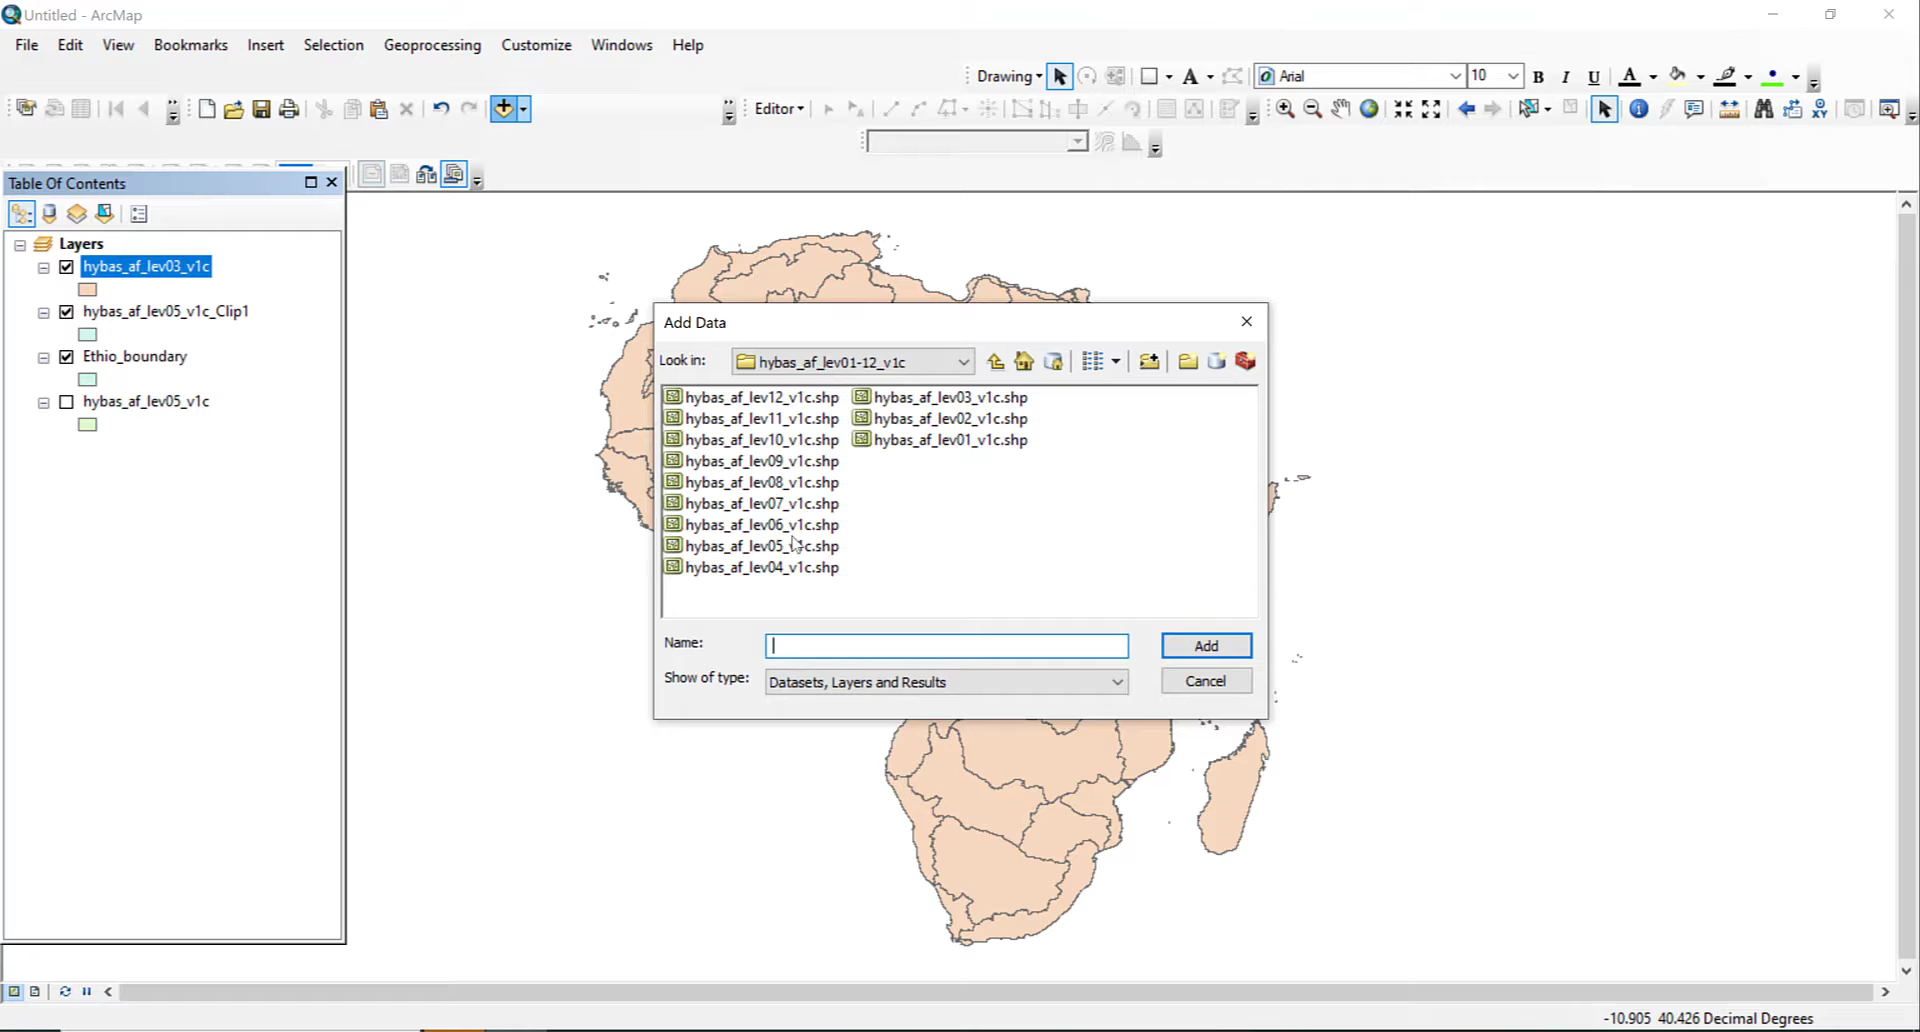 Untitled - ArcMap
File Edit View Bookmarks Insert Selection Geoprocessing Customize Windows Help
Drawing A Arial 10 B I U A
Editor
Table Of Contents
Layers
hybas_af_lev03_v1c
hybas_af_lev05_v1c_Clip1
Ethio_boundary
hybas_af_lev05_v1c
Add Data
Look in: hybas_af_lev01-12_v1c
hybas_af_lev12_v1c.shp hybas_af_lev03_v1c.shp
hybas_af_lev11_v1c.shp hybas_af_lev02_v1c.shp
hybas_af_lev10_v1c.shp hybas_af_lev01_v1c.shp
hybas_af_lev09_v1c.shp
hybas_af_lev08_v1c.shp
hybas_af_lev07_v1c.shp
hybas_af_lev06_v1c.shp
hybas_af_lev05_v1c.shp
hybas_af_lev04_v1c.shp
Name: Add
Show of type: Datasets, Layers and Results Cancel
-10.905 40.426 Decimal Degrees